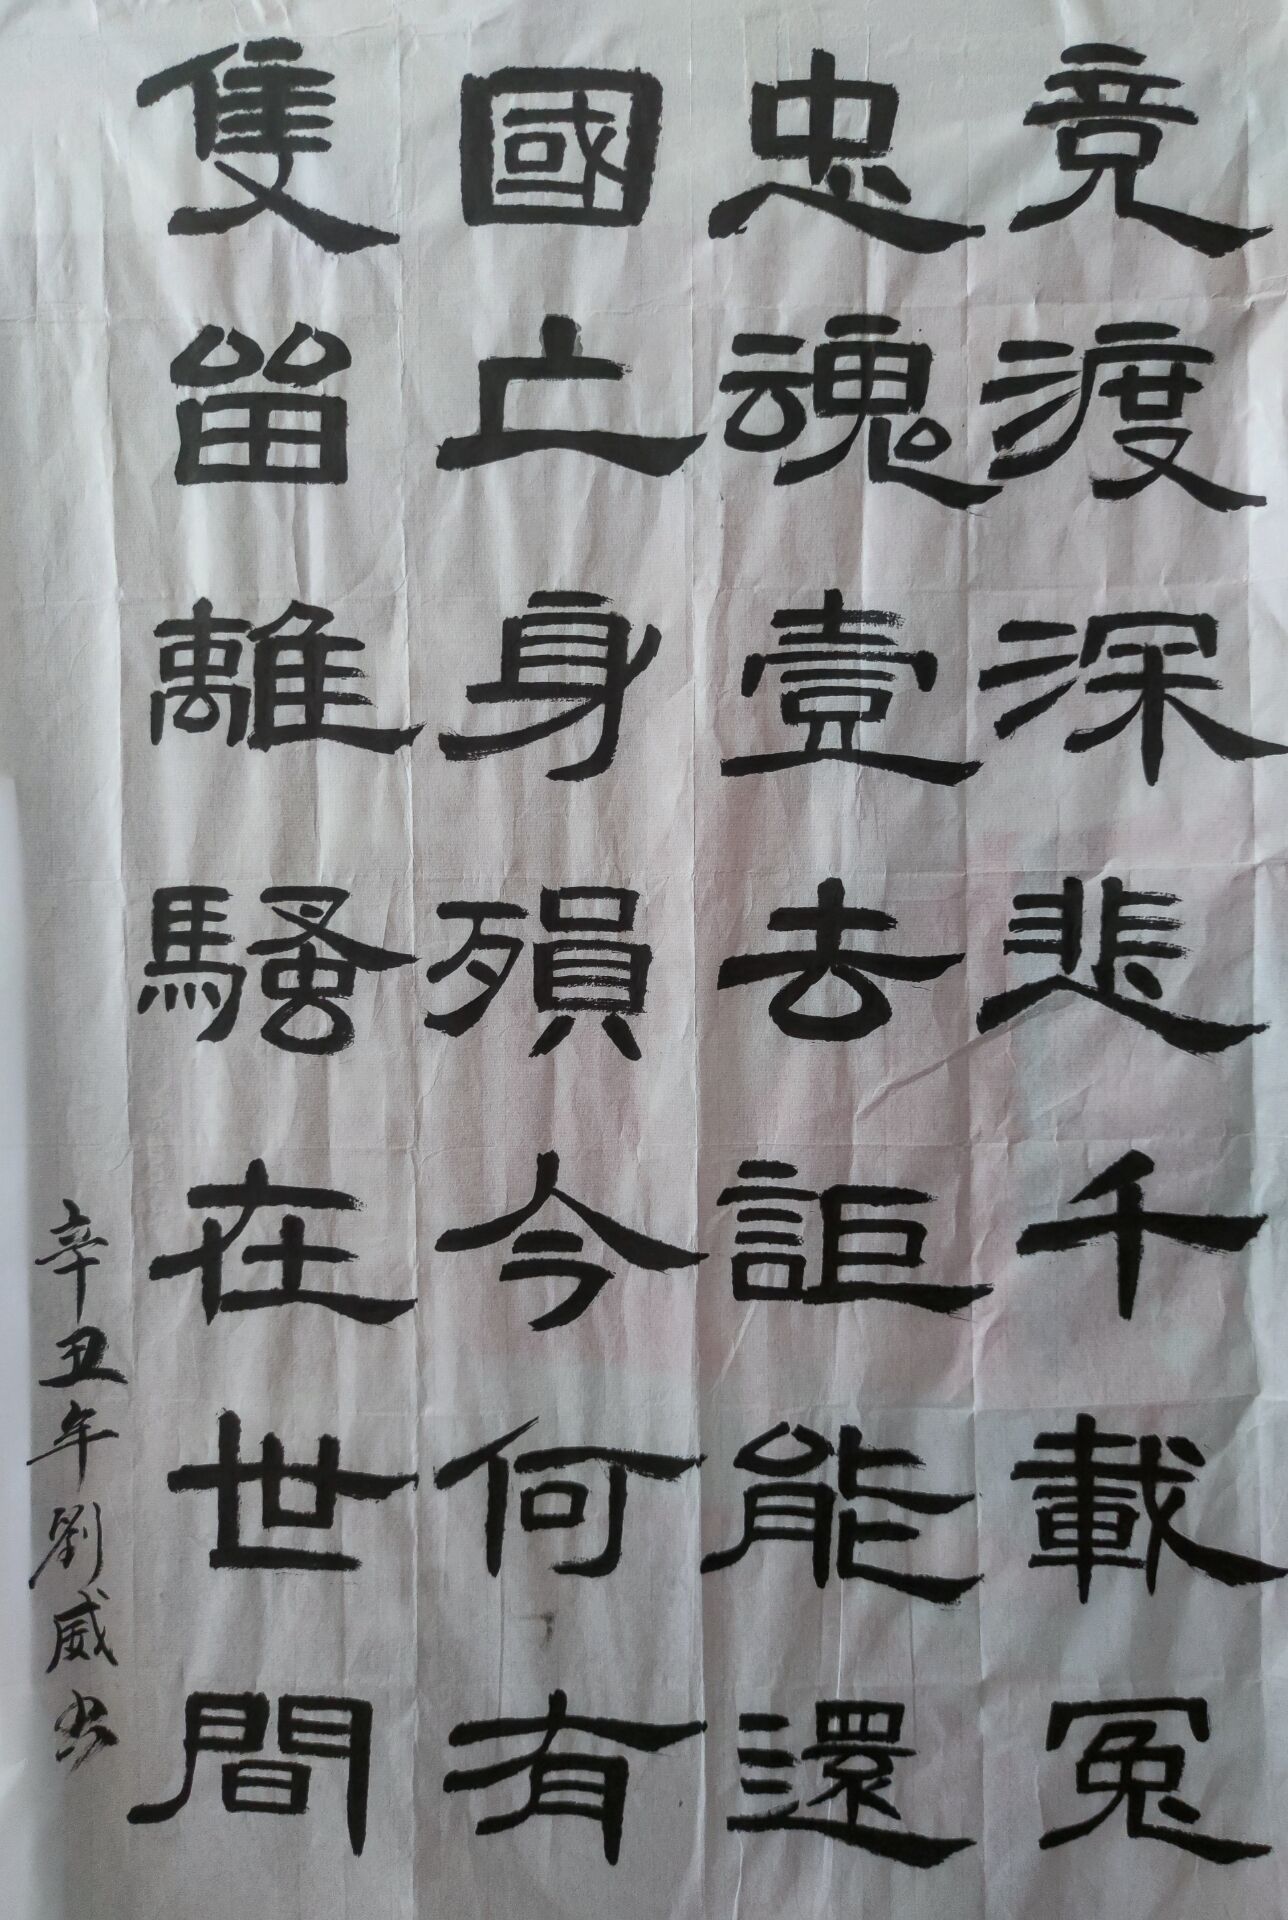 竞渡深悲千載冤
忠魂壹去詎能還
國亡身殞今何有
隻留離騷在世間
辛丑年劉威书